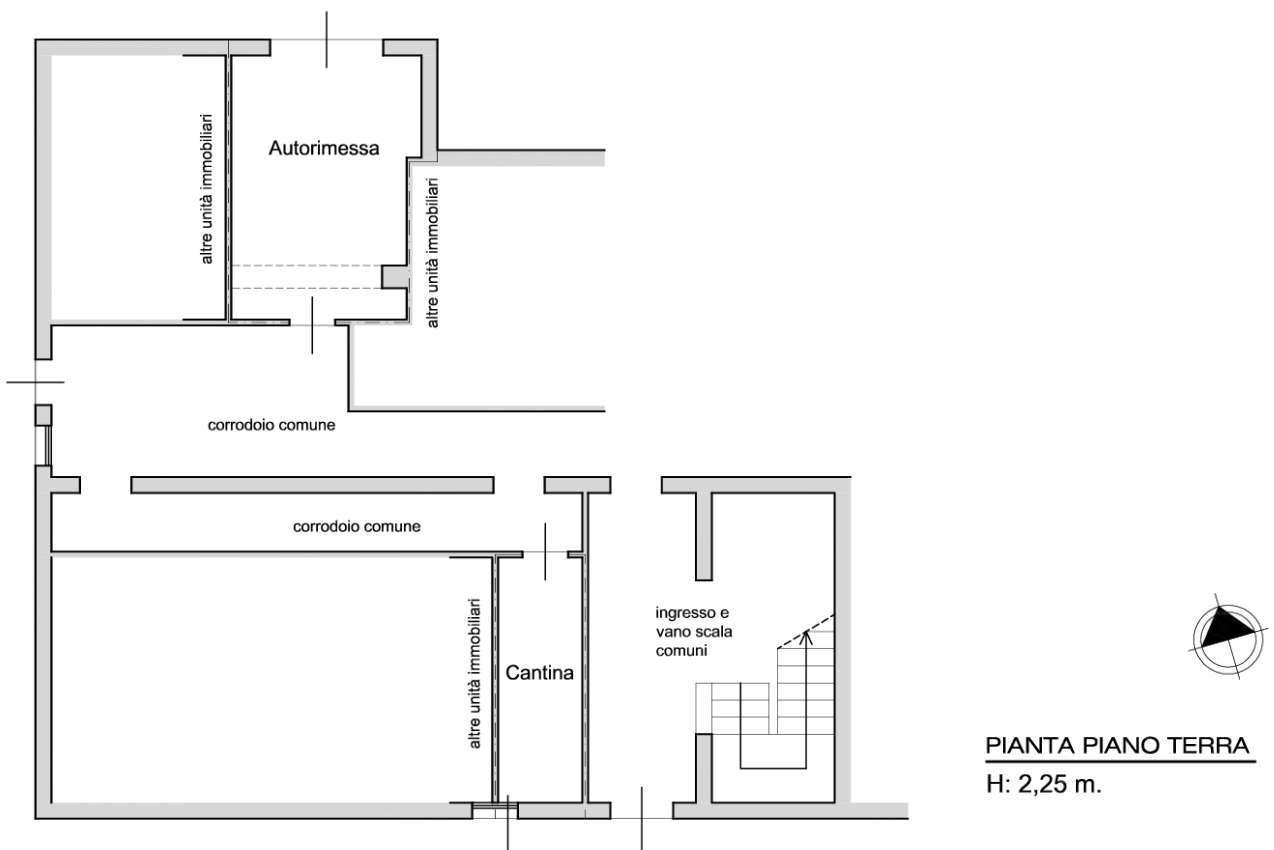 Autorimessa
altre unità immobiliari
altre unità immobiliari
corrodoio comune
corrodoio comune
ingresso e
vano scala
comuni
altre unità immobiliari
Cantina
PIANTA PIANO TERRA
H: 2,25 m.